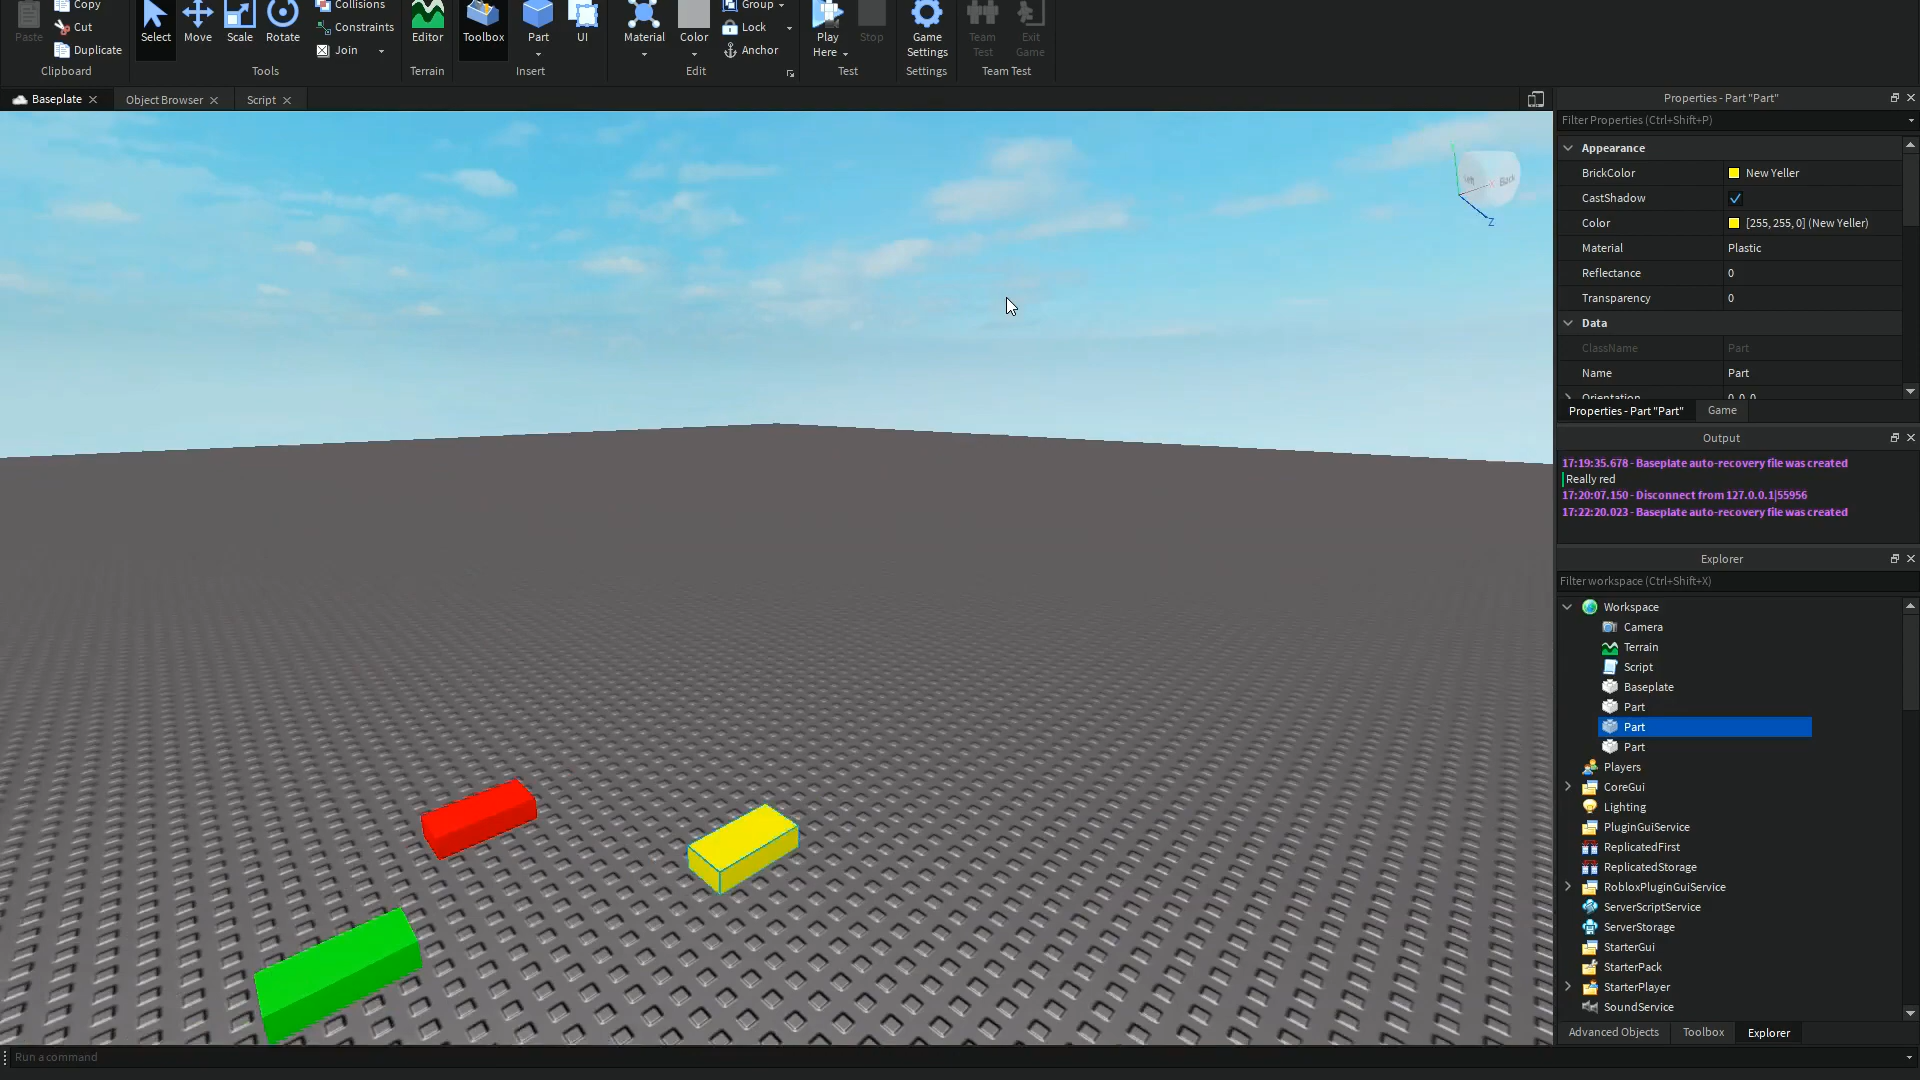 Copy
Group
Collisions
Cut
Constraints
Lock
Paste
Duplicate
Select
Move
Scale
Rotate
Join
Editor
Toolbox
Part
UI
Material
Color
Anchor
Play
Here
Stop
Game
Settings
Team
Test
Exit
Game
Clipboard
Tools
Terrain
Insert
Edit
Test
Settings
Team Test
Baseplate
Object Browser
Script
Left
Back
Z
Properties - Part "Part"
Filter Properties (Ctrl+Shift+P)
Appearance
BrickColor New Yeller
CastShadow
Color [255, 255, 0] (New Yeller)
Material Plastic
Reflectance 0
Transparency 0
Data
ClassName Part
Name Part
Orientation 0, 0, 0
Properties - Part "Part" Game
Output
17:19:35.678 - Baseplate auto-recovery file was created
Really red
17:20:07.150 - Disconnect from 127.0.0.1|55956
17:22:20.023 - Baseplate auto-recovery file was created
Explorer
Filter workspace (Ctrl+Shift+X)
Workspace
Camera
Terrain
Script
Baseplate
Part
Part
Part
Players
CoreGui
Lighting
PluginGuiService
ReplicatedFirst
ReplicatedStorage
RobloxPluginGuiService
ServerScriptService
ServerStorage
StarterGui
StarterPack
StarterPlayer
SoundService
Advanced Objects Toolbox Explorer
Run a command